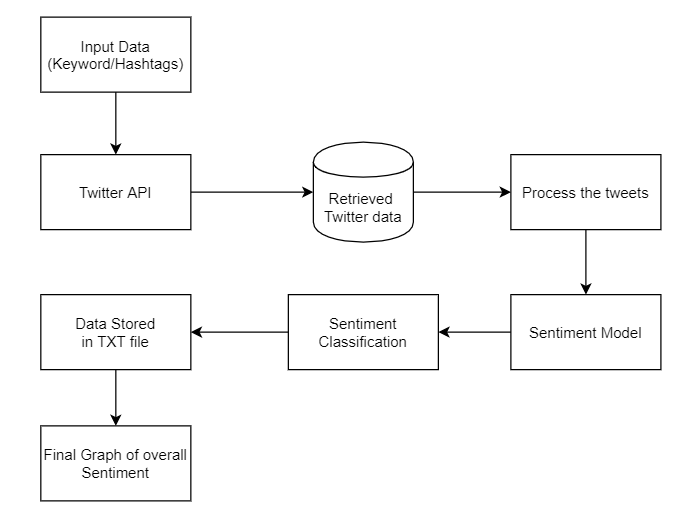 Input Data
(Keyword/Hashtags)
Twitter API
Retrieved
Twitter data
Process the tweets
Data Stored
in TXT file
Sentiment
Classification
Sentiment Model
Final Graph of overall
Sentiment